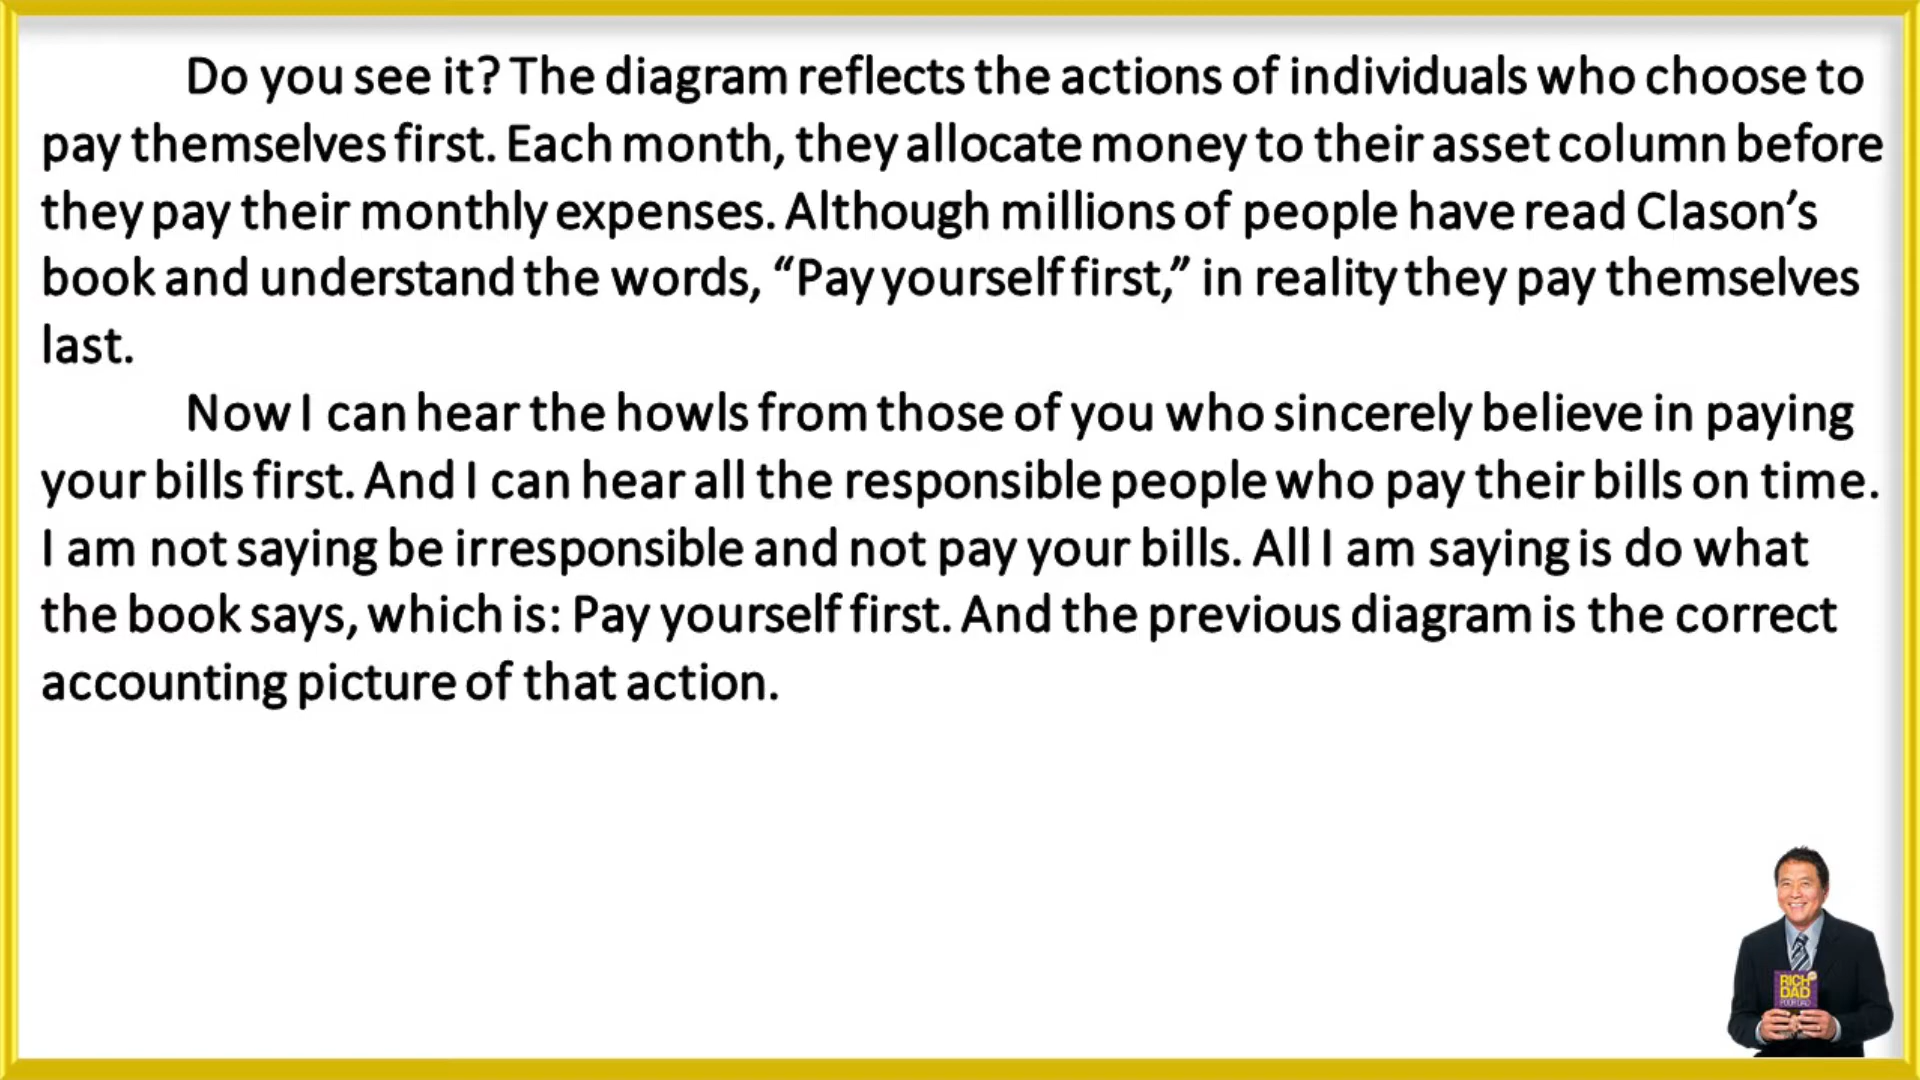 Do you see it? The diagram reflects the actions of individuals who choose to
pay themselves first. Each month, they allocate money to their asset column before
they pay their monthly expenses. Although millions of people have read Clason’s
book and understand the words, “Pay yourself first,” in reality they pay themselves
last.
Now I can hear the howls from those of you who sincerely believe in paying
your bills first. And I can hear all the responsible people who pay their bills on time.
I am not saying be irresponsible and not pay your bills. All I am saying is do what
the book says, which is: Pay yourself first. And the previous diagram is the correct
accounting picture of that action.
RICH
DAD
POOR DAD